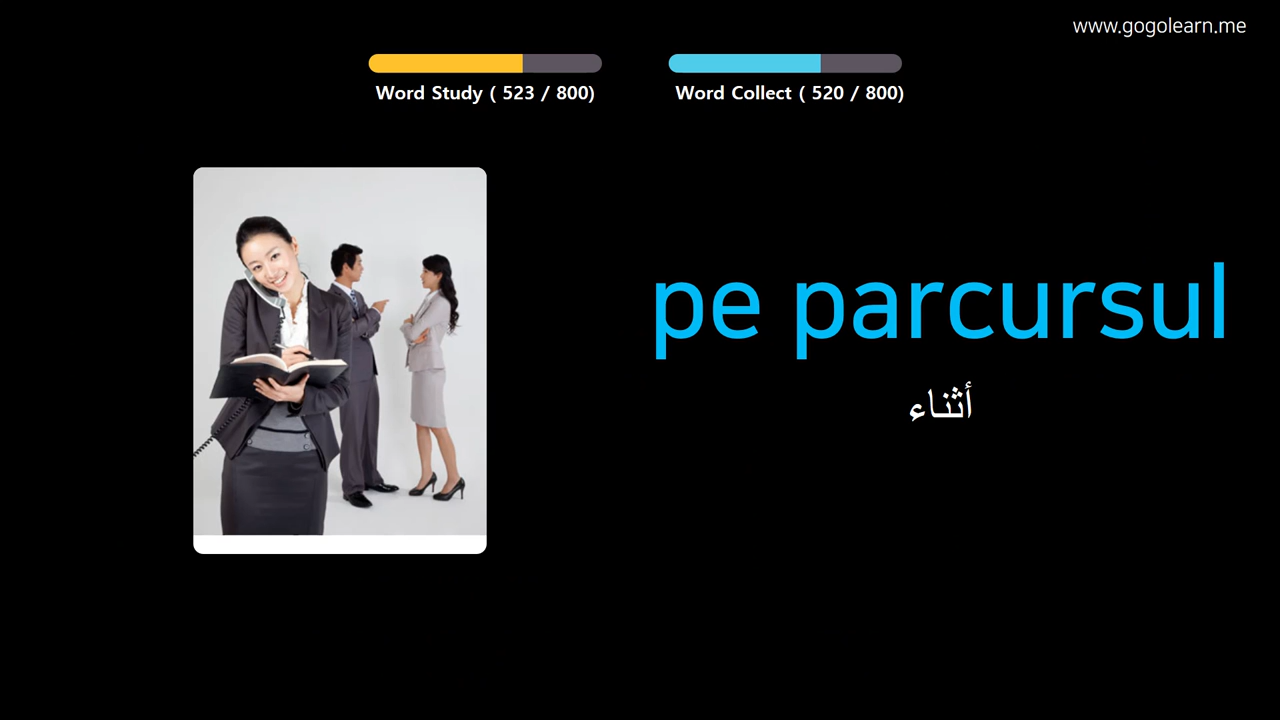 www.gogolearn.me
Word Study ( 523 / 800)
Word Collect ( 520 / 800)
pe parcursul
أثناء